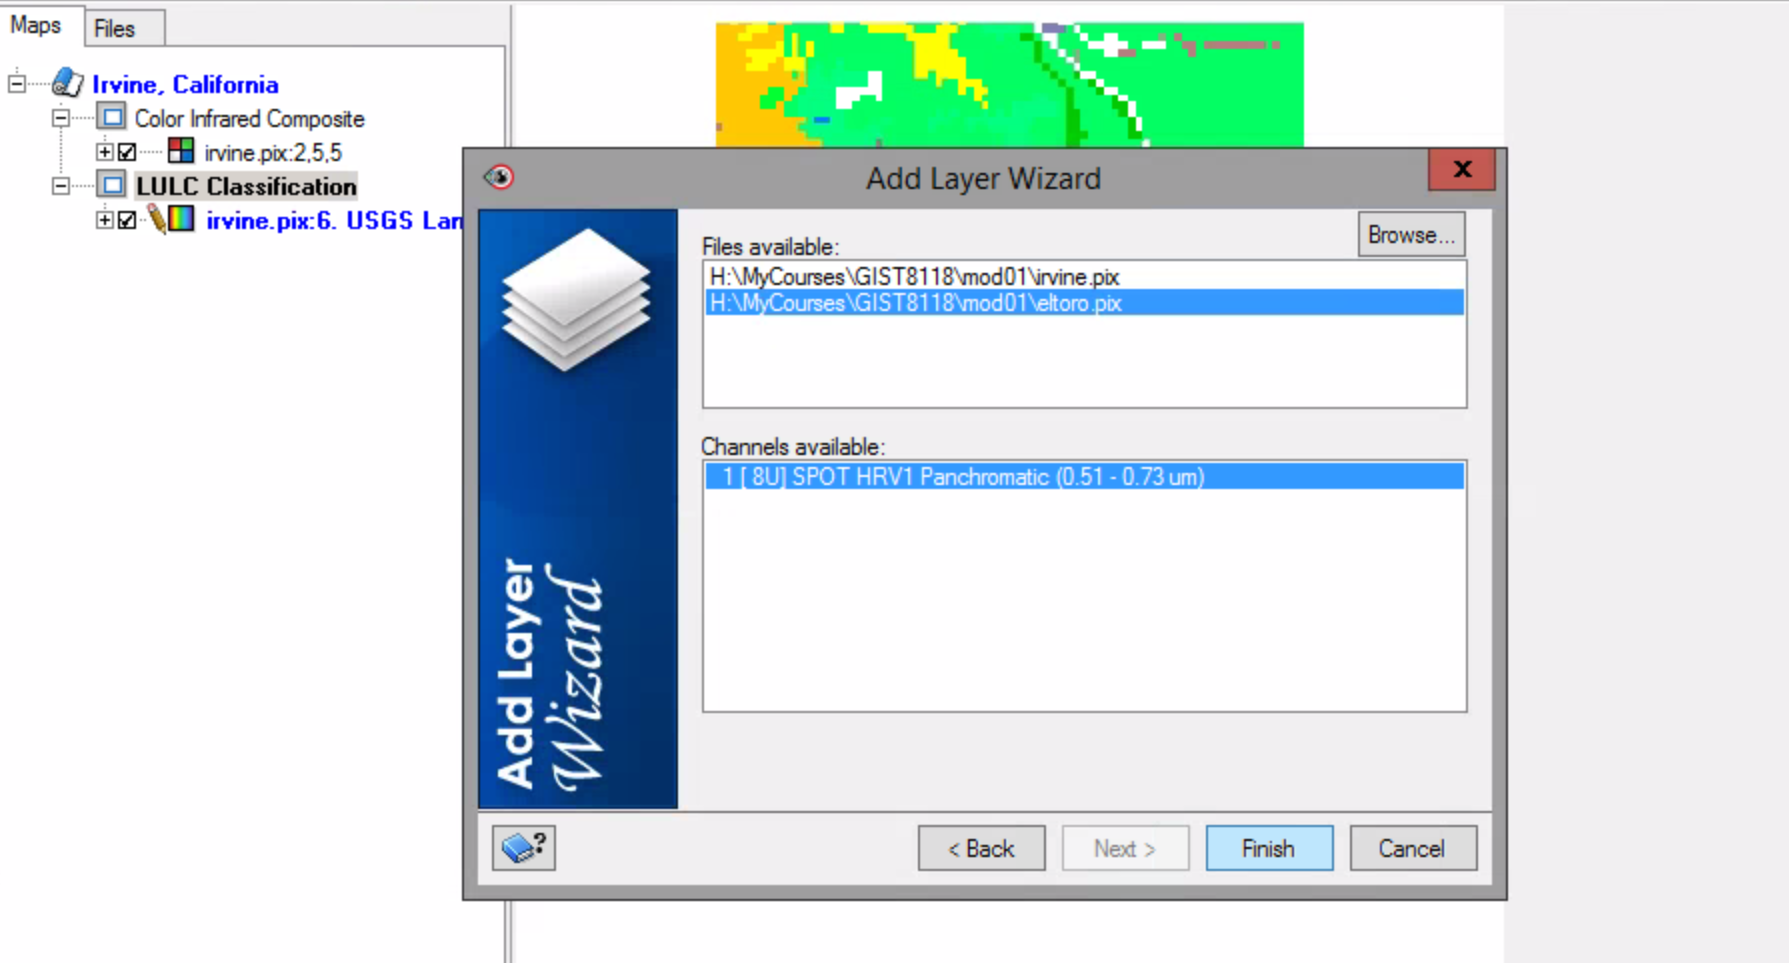 Maps
Files
Irvine, California
Color Infrared Composite
irvine.pix:2,5,5
LULC Classification
irvine.pix:6. USGS Lan
Add Layer Wizard
x
Browse...
Files available:
H:\MyCourses\GIST8118\mod01\irvine.pix
H:\MyCourses\GIST8118\mod01\eltoro.pix
Channels available:
1 [ 8U] SPOT HRV1 Panchromatic (0.51 - 0.73 um)
Add Layer
Wizard
?
< Back
Next >
Finish
Cancel